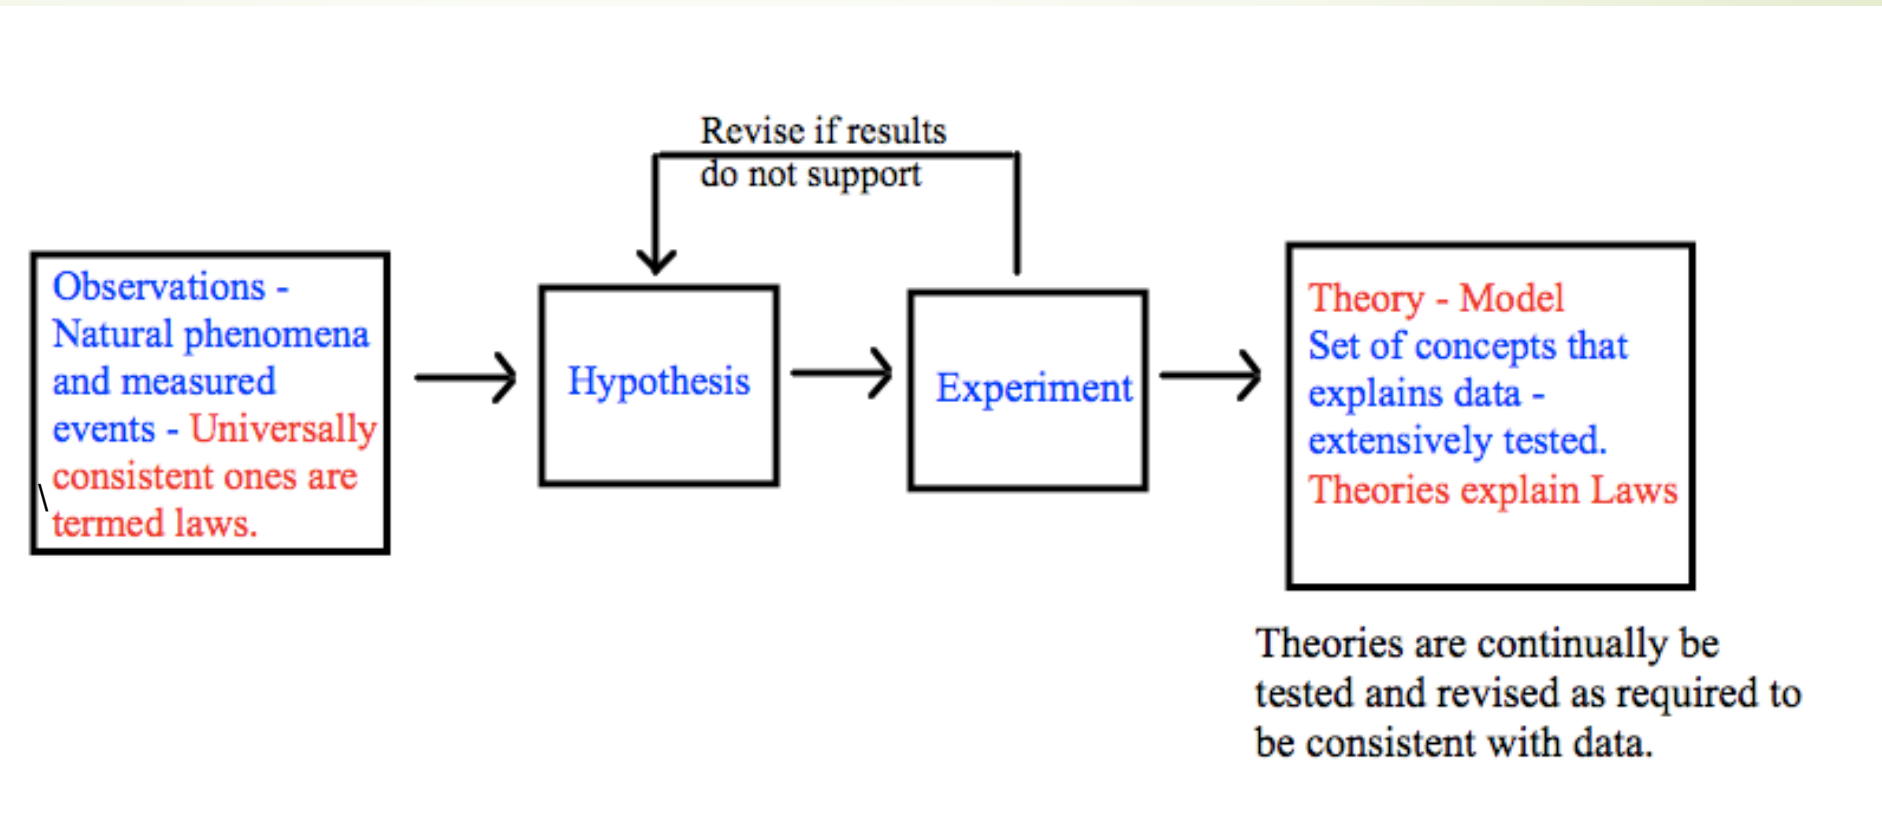 Revise if results
do not support
Observations -
Natural phenomena
and measured
events - Universally
consistent ones are
\ termed laws.
Hypothesis
Experiment
Theory - Model
Set of concepts that
explains data -
extensively tested.
Theories explain Laws
Theories are continually be
tested and revised as required to
be consistent with data.